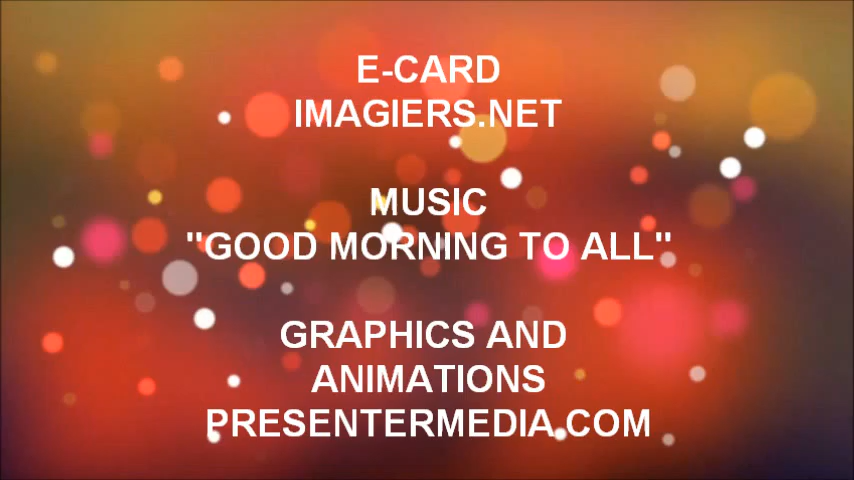 E-CARD
IMAGIERS.NET
MUSIC
"GOOD MORNING TO ALL"
GRAPHICS AND
ANIMATIONS
PRESENTERMEDIA.COM